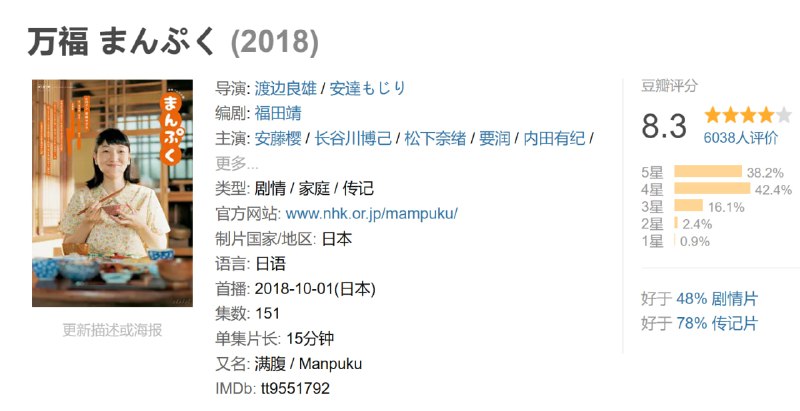 万福 まんぷく (2018)
まんぷく
更新描述或海报
导演: 渡边良雄 / 安達もじり
编剧: 福田靖
主演: 安藤樱 / 长谷川博己 / 松下奈绪 / 要润 / 内田有纪 /
更多...
类型: 剧情 / 家庭 / 传记
官方网站: www.nhk.or.jp/mampuku/
制片国家/地区: 日本
语言: 日语
首播: 2018-10-01(日本)
集数: 151
单集片长: 15分钟
又名: 满腹 / Manpuku
IMDb: tt9551792
豆瓣评分
8.3
6038人评价
5星 38.2%
4星 42.4%
3星 16.1%
2星 2.4%
1星 0.9%
好于 48% 剧情片
好于 78% 传记片